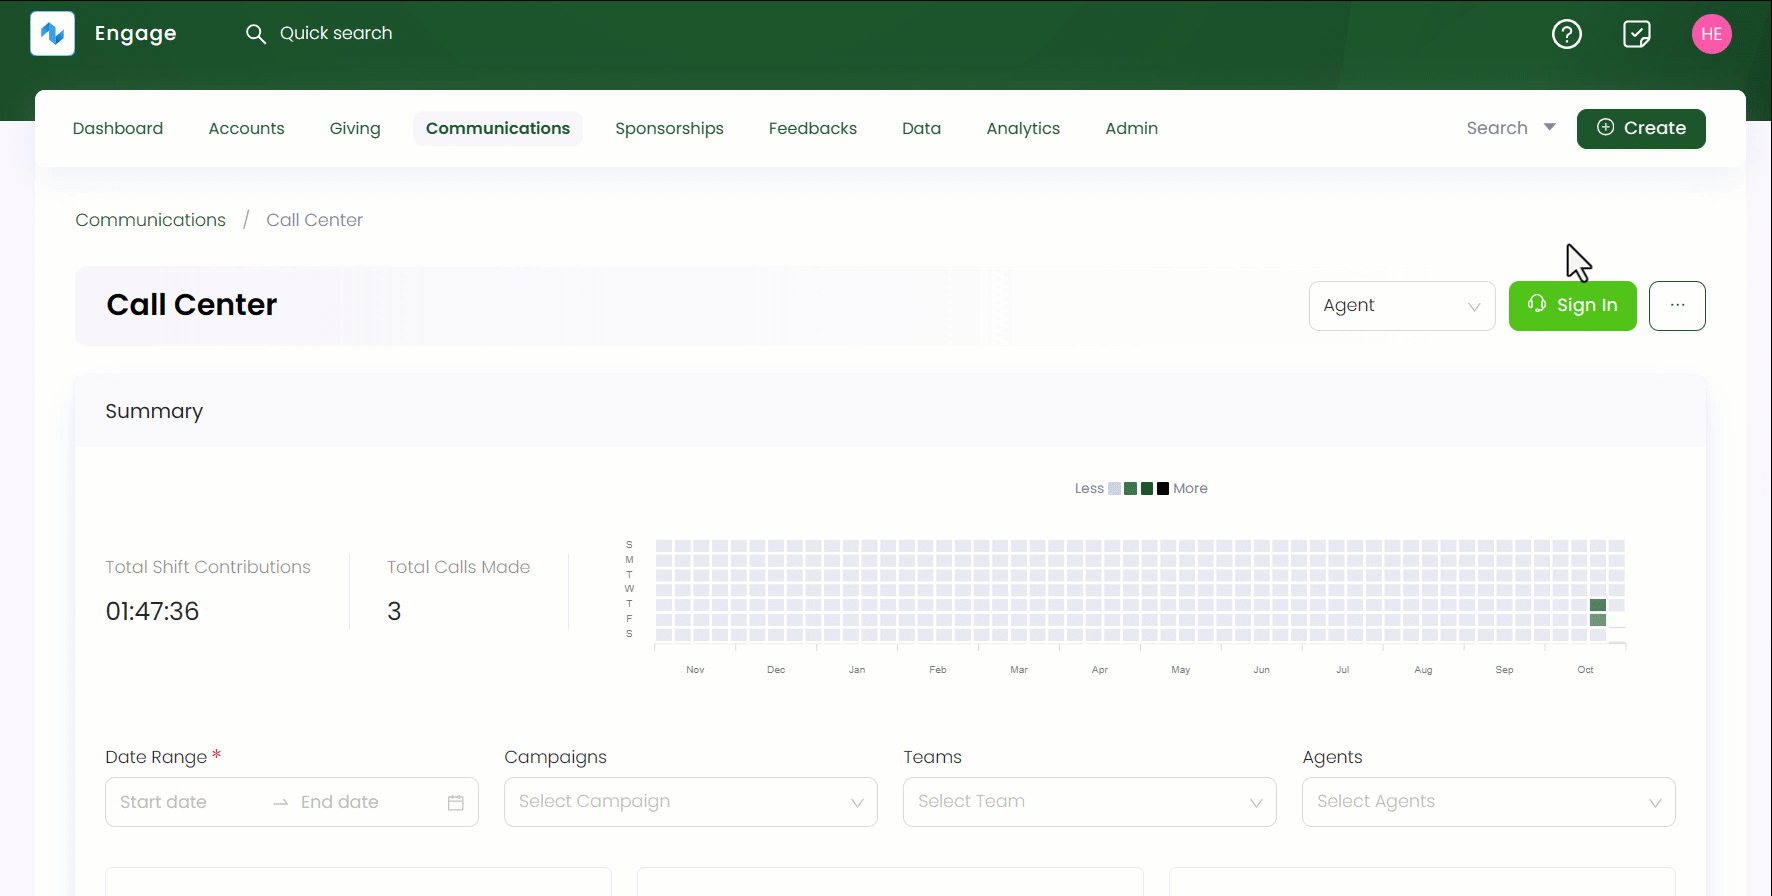 Engage
Quick search
HE
Dashboard Accounts Giving Communications Sponsorships Feedbacks Data Analytics Admin Search Create
Communications / Call Center
Call Center
Agent
Sign In
...
Summary
Less More
Total Shift Contributions
01:47:36
Total Calls Made
3
S
M
T
W
T
F
S
Nov Dec Jan Feb Mar Apr May Jun Jul Aug Sep Oct
Date Range *
Start date → End date
Campaigns
Select Campaign
Teams
Select Team
Agents
Select Agents